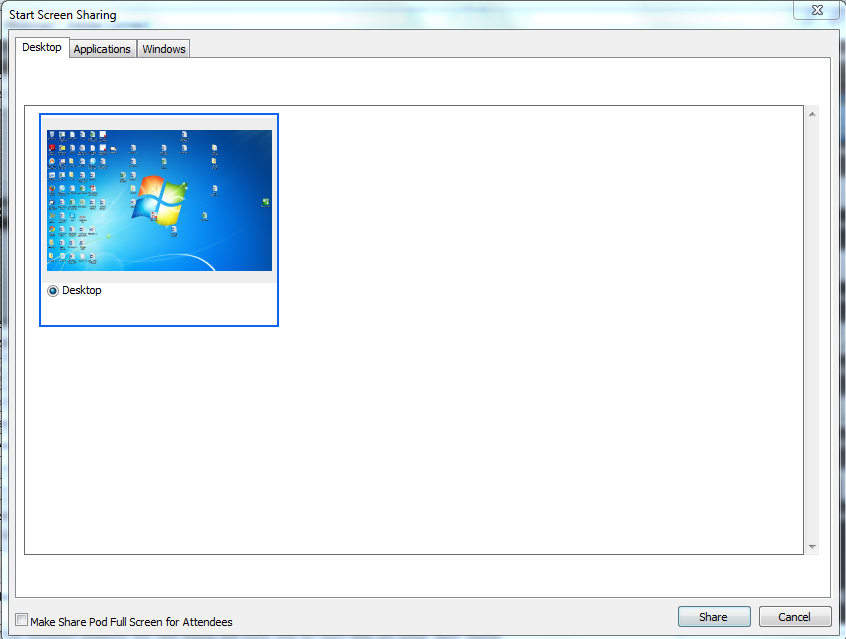 Start Screen Sharing
Desktop Applications Windows
Desktop
Make Share Pod Full Screen for Attendees
Share Cancel